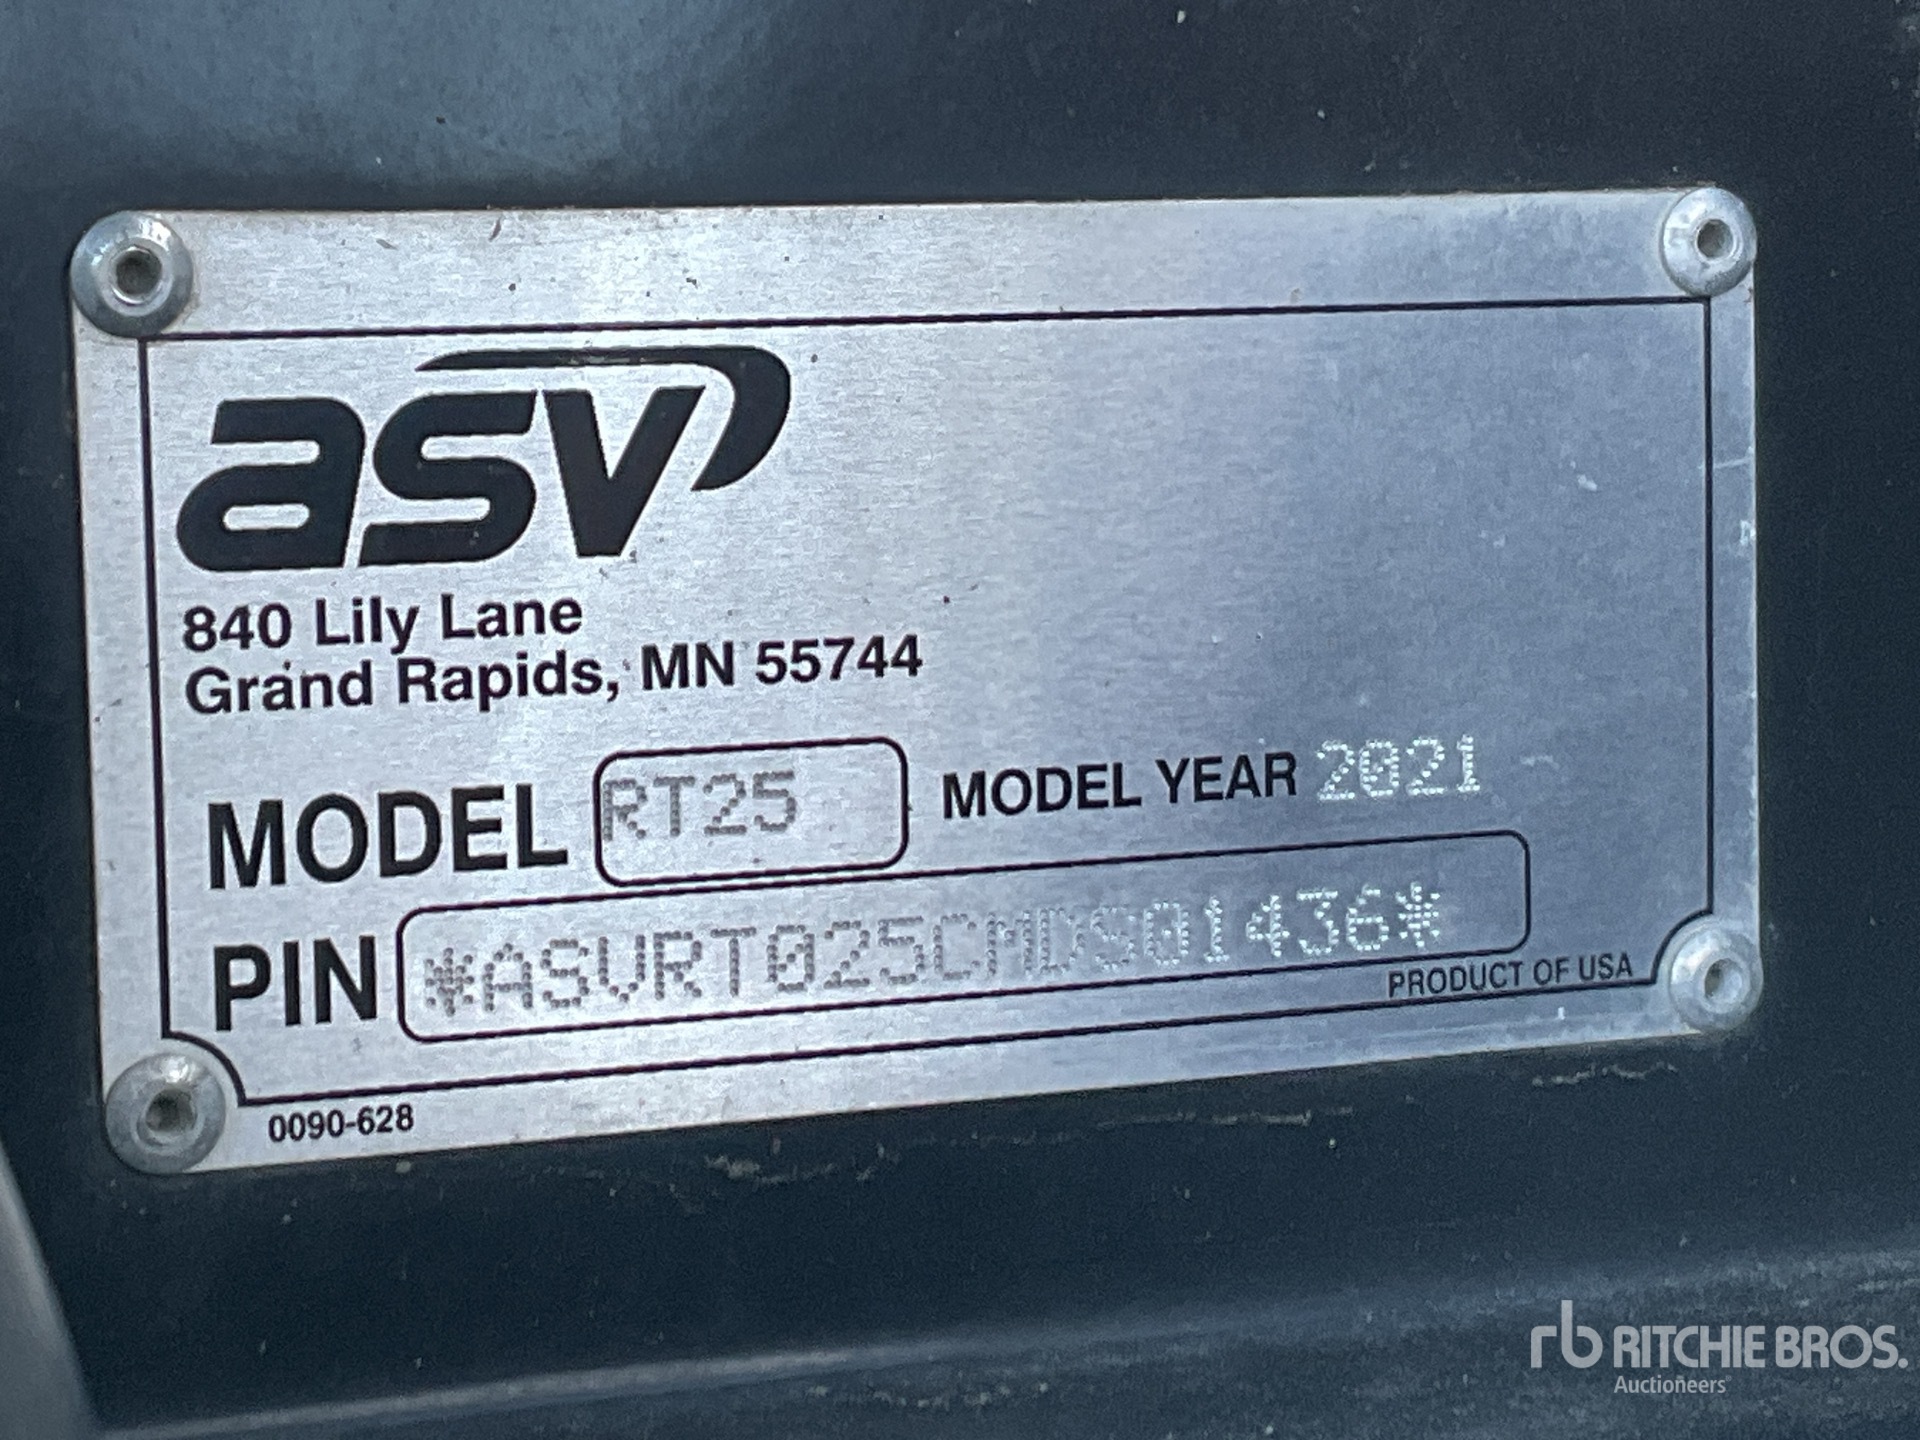 asv
840 Lily Lane
Grand Rapids, MN 55744
MODEL RT25 MODEL YEAR 2021
PIN *ASVRT025CMDS01436*
PRODUCT OF USA
0090-628
rb RITCHIE BROS.
Auctioneers